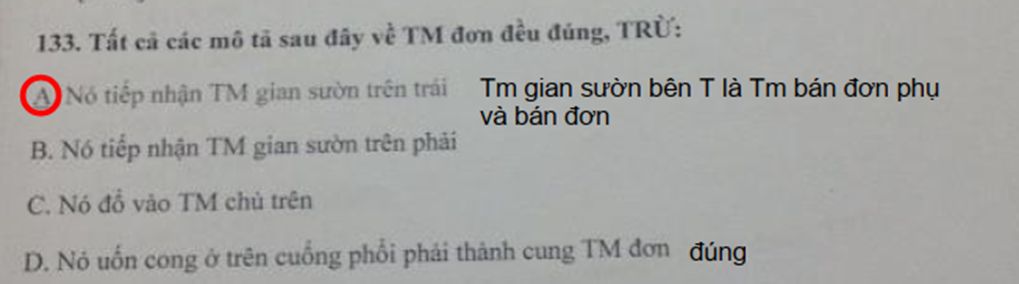 133. Tất cả các mô tả sau đây về TM đơn đều đúng, TRỪ:
A. Nó tiếp nhận TM gian sườn trên trái
Tm gian sườn bên T là Tm bán đơn phụ
và bán đơn
B. Nó tiếp nhận TM gian sườn trên phải
C. Nó đổ vào TM chủ trên
D. Nó uốn cong ở trên cuống phổi phải thành cung TM đơn đúng